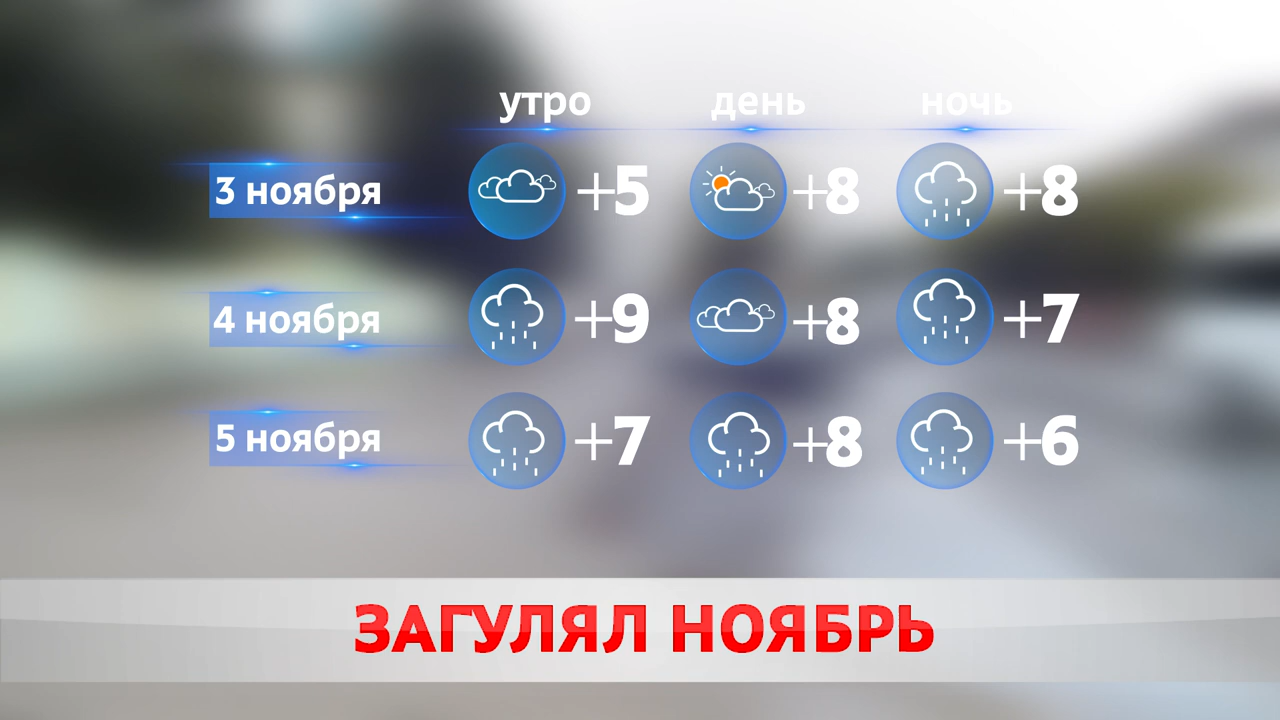 утро день ночь
3 ноября +5 +8 +8
4 ноября +9 +8 +7
5 ноября +7 +8 +6
ЗАГУЛЯЛ НОЯБРЬ